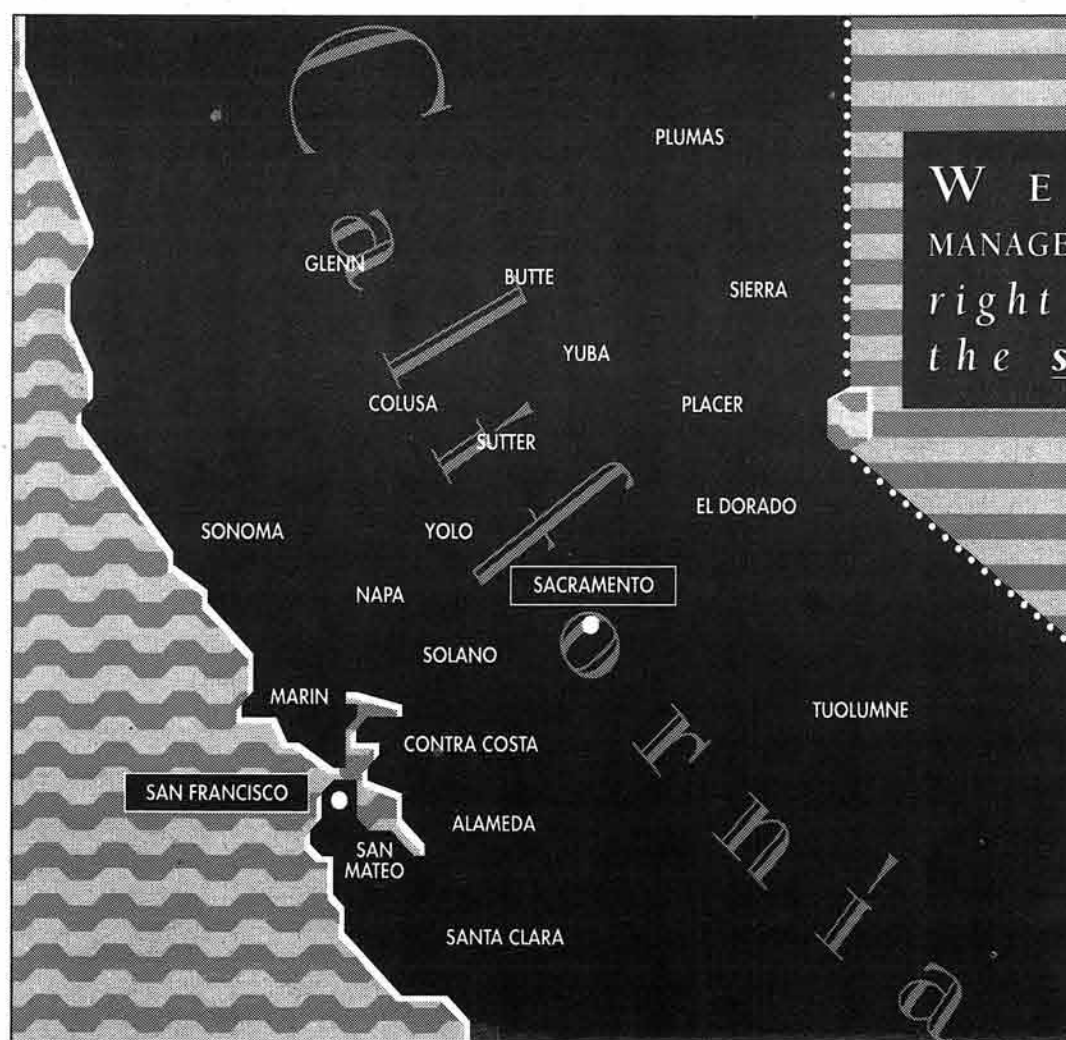 California
PLUMAS
GLENN
BUTTE
SIERRA
YUBA
COLUSA
PLACER
SUTTER
EL DORADO
SONOMA
YOLO
SACRAMENTO
NAPA
SOLANO
MARIN
TUOLUMNE
CONTRA COSTA
SAN FRANCISCO
ALAMEDA
SAN
MATEO
SANTA CLARA
W E
MANAGE
right
the s